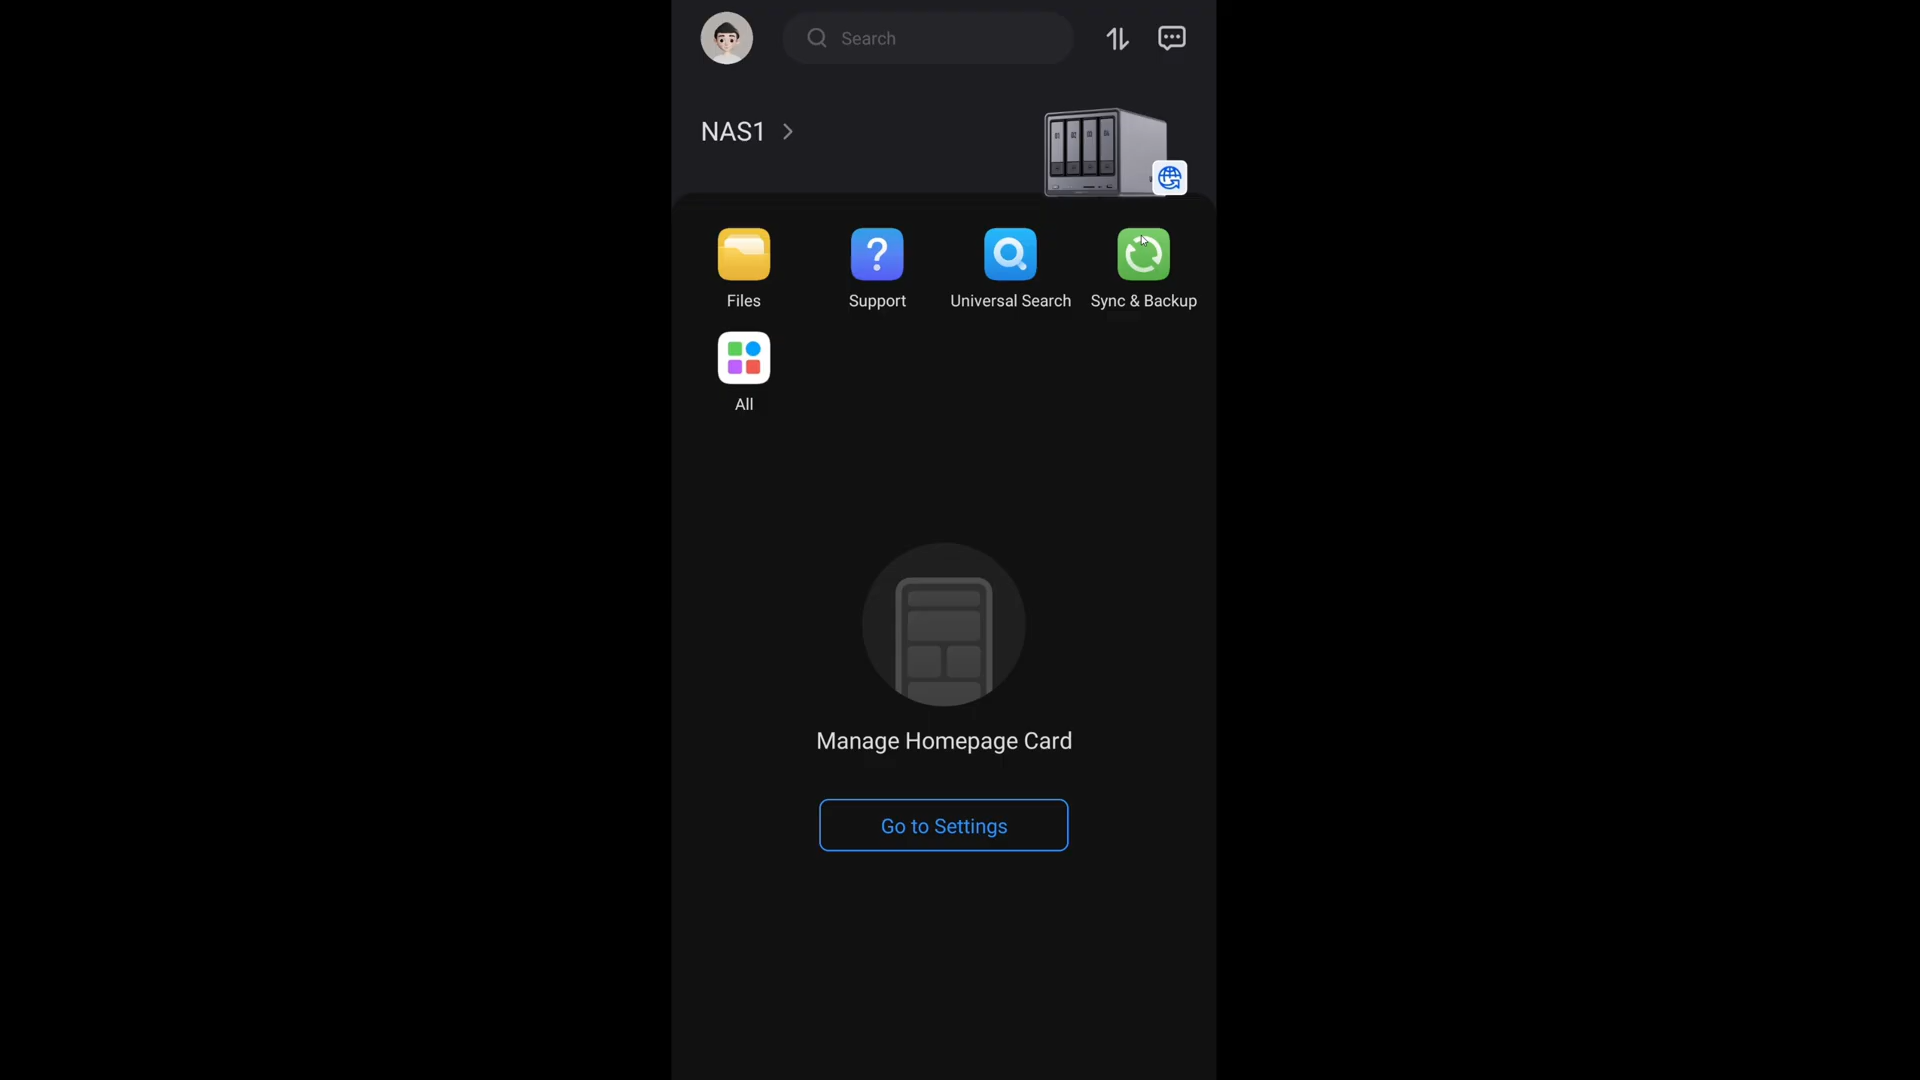 Search
NAS1
Files
Support
Universal Search
Sync & Backup
All
Manage Homepage Card
Go to Settings